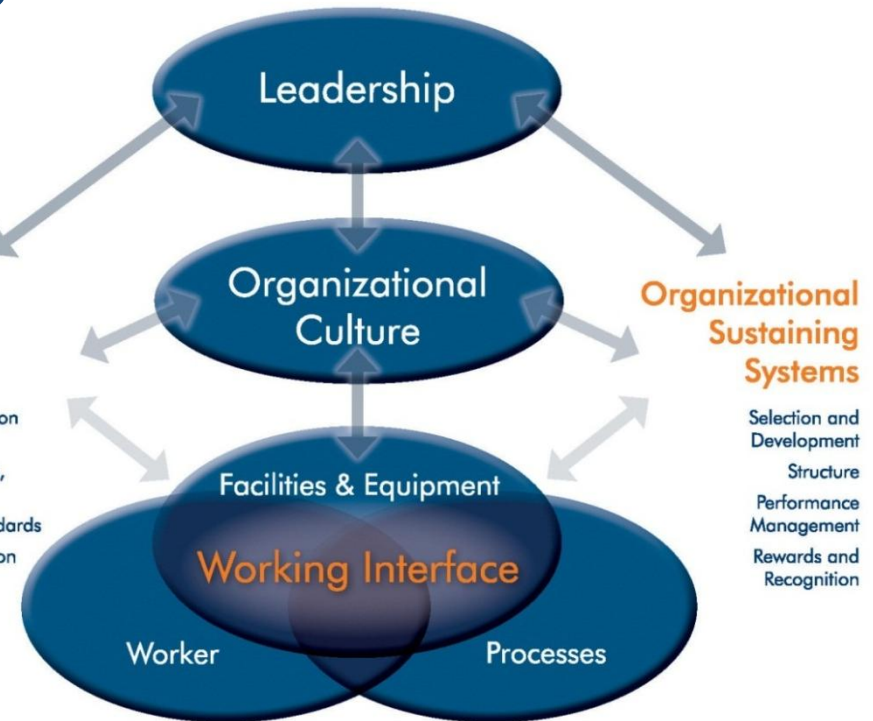 Leadership
Organizational
Culture
Organizational
Sustaining
Systems
Selection and
Development
Structure
Performance
Management
Rewards and
Recognition
Facilities & Equipment
Working Interface
Worker
Processes